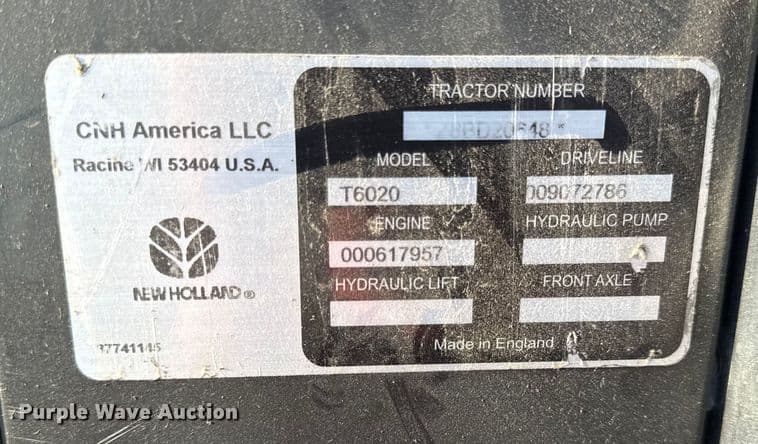 CNH America LLC
Racine WI 53404 U.S.A.
NEW HOLLAND ®
TRACTOR NUMBER
MODEL
T6020
DRIVELINE
009072786
ENGINE
000617957
HYDRAULIC PUMP
HYDRAULIC LIFT
FRONT AXLE
Made in England
Purple Wave Auction